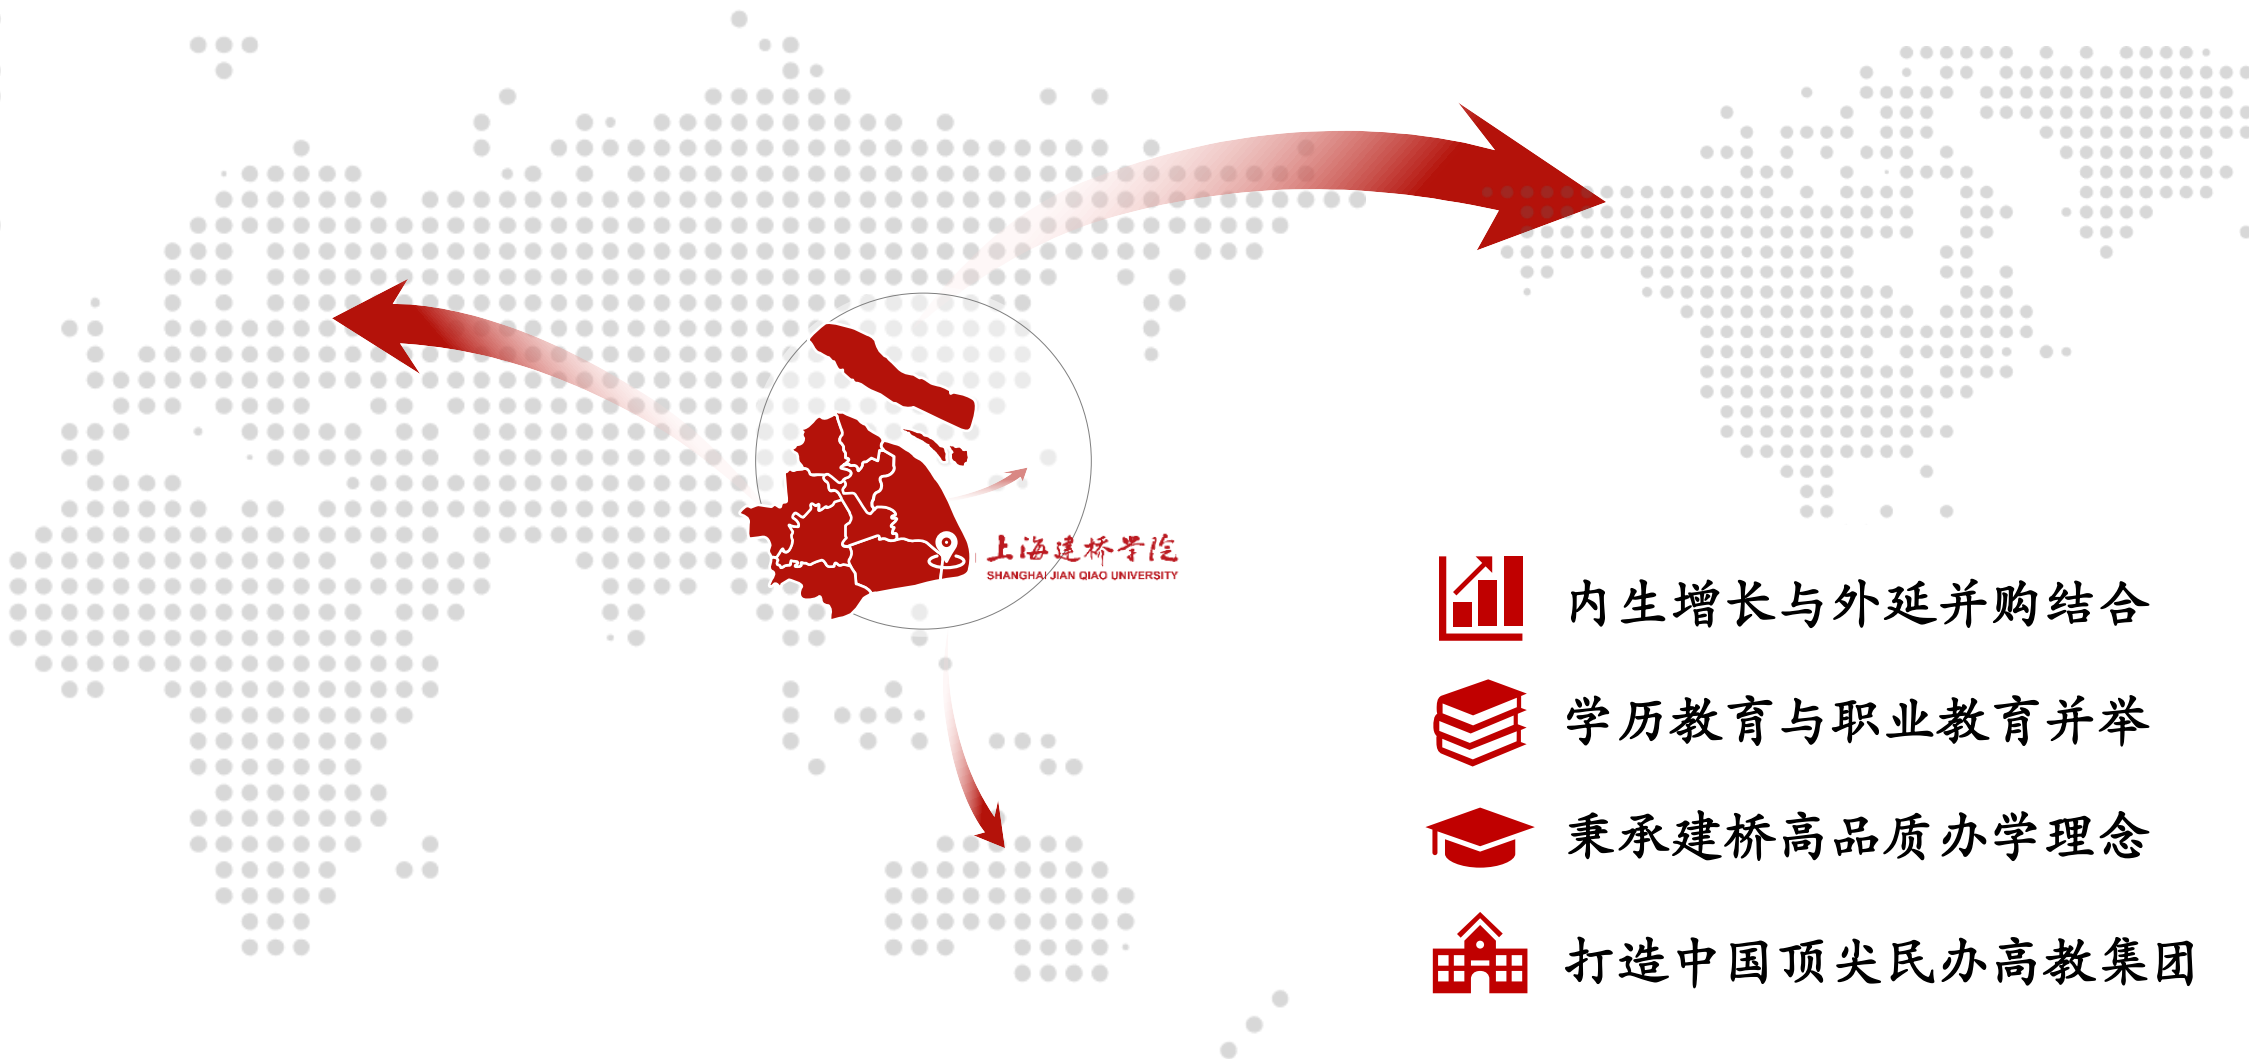 上海建桥学院
SHANGHAI JIAN QIAO UNIVERSITY
内生增长与外延并购结合
学历教育与职业教育并举
秉承建桥高品质办学理念
打造中国顶尖民办高教集团